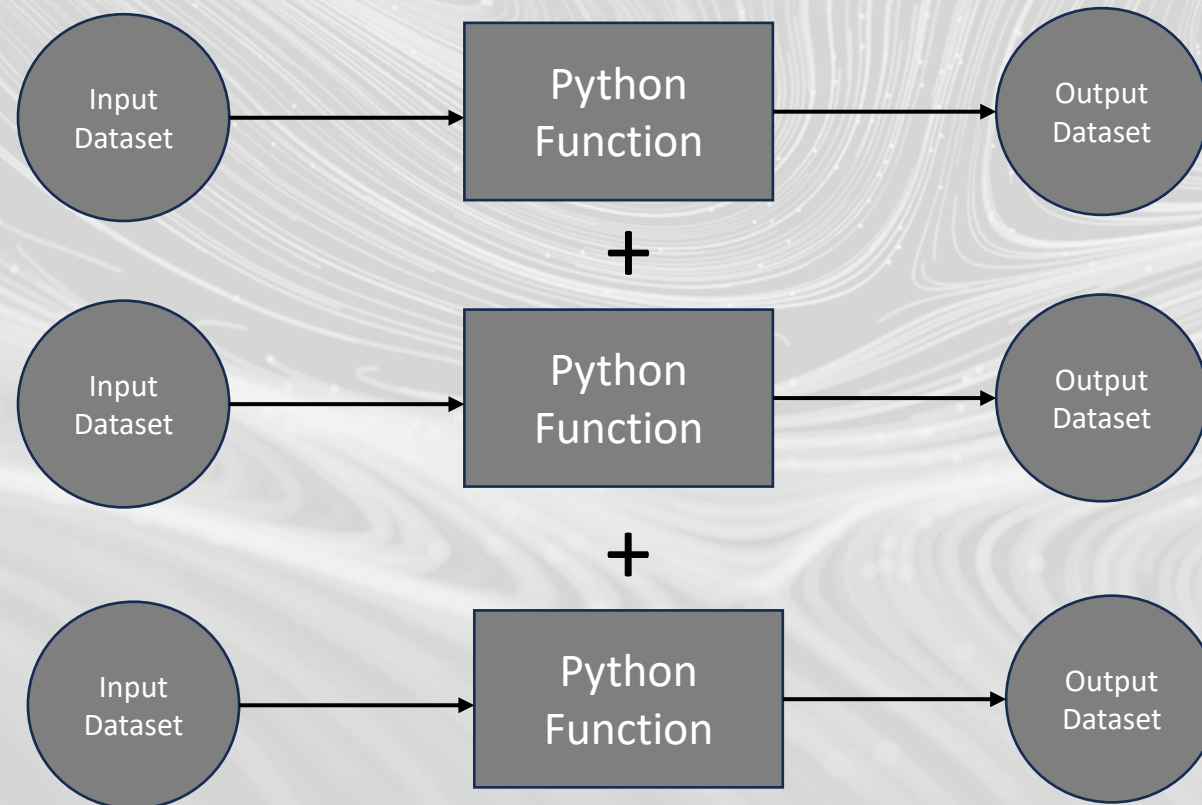 Input
Dataset
Python
Function
Output
Dataset
+
Input
Dataset
Python
Function
Output
Dataset
+
Input
Dataset
Python
Function
Output
Dataset